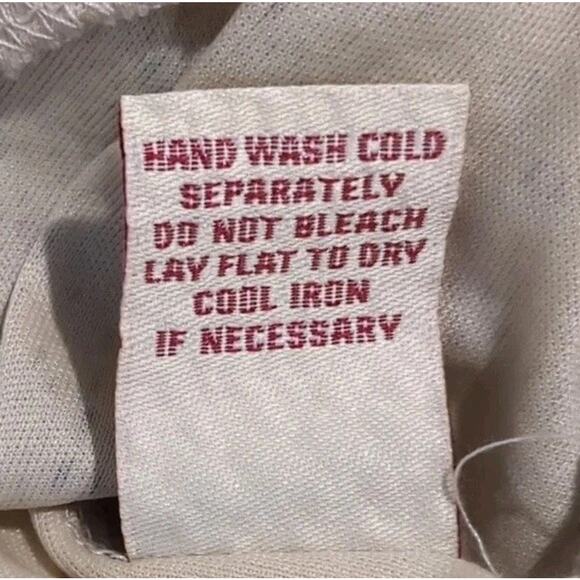 HAND WASH COLD
SEPARATELY
DO NOT BLEACH
LAY FLAT TO DRY
COOL IRON
IF NECESSARY